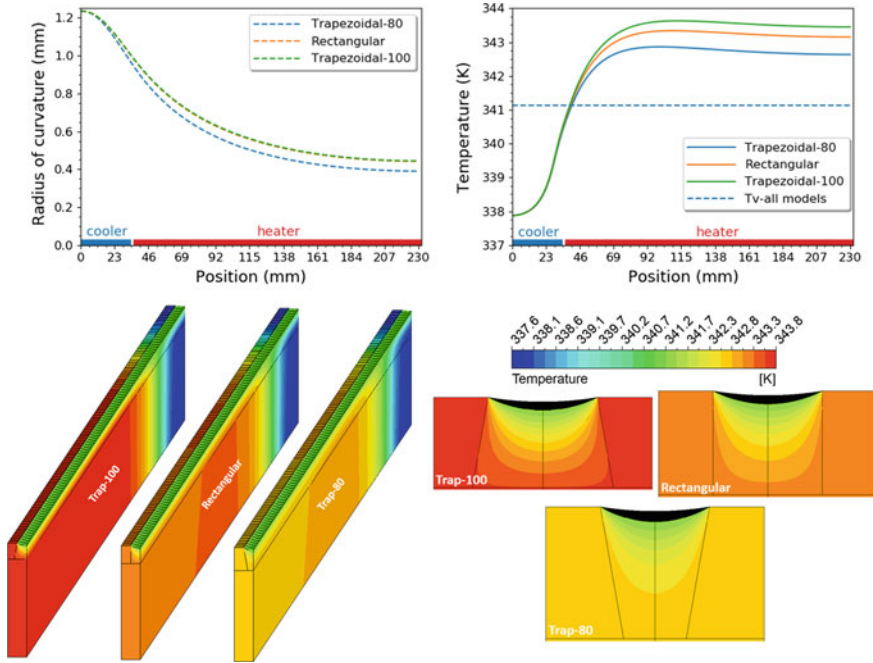 Radius of curvature (mm)
1.2
1.0
0.8
0.6
0.4
0.2
0.0
Trapezoidal-80
Rectangular
Trapezoidal-100
cooler
heater
0 23 46 69 92 115 138 161 184 207 230
Position (mm)
Temperature (K)
344
343
342
341
340
339
338
337
Trapezoidal-80
Rectangular
Trapezoidal-100
Tv-all models
cooler
heater
0 23 46 69 92 115 138 161 184 207 230
Position (mm)
Trap-100
Rectangular
Trap-80
337.6 338.1 338.6 339.1 339.7 340.2 340.7 341.2 341.7 342.3 342.8 343.3 343.8
Temperature [K]
Trap-100
Rectangular
Trap-80